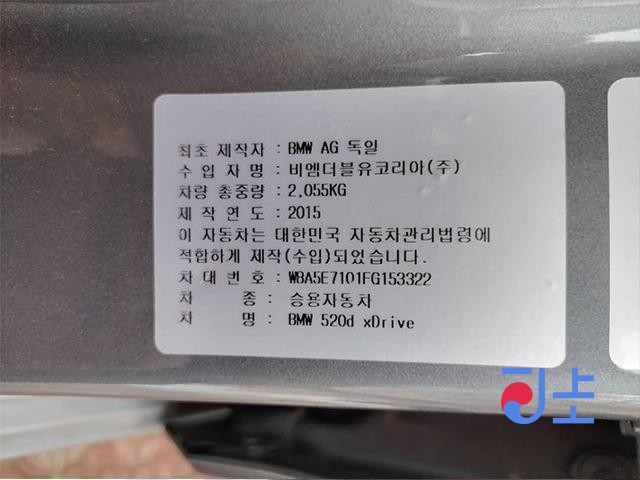 최초 제작자 : BMW AG 독일
수 입 자 명 : 비엠더블유코리아(주)
차량 총중량 : 2,055KG
제 작 연 도 : 2015
이 자동차는 대한민국 자동차관리법령에
적합하게 제작(수입)되었습니다.
차 대 번 호 : WBA5E7101FG153322
차 종 : 승용자동차
차 명 : BMW 520d xDrive